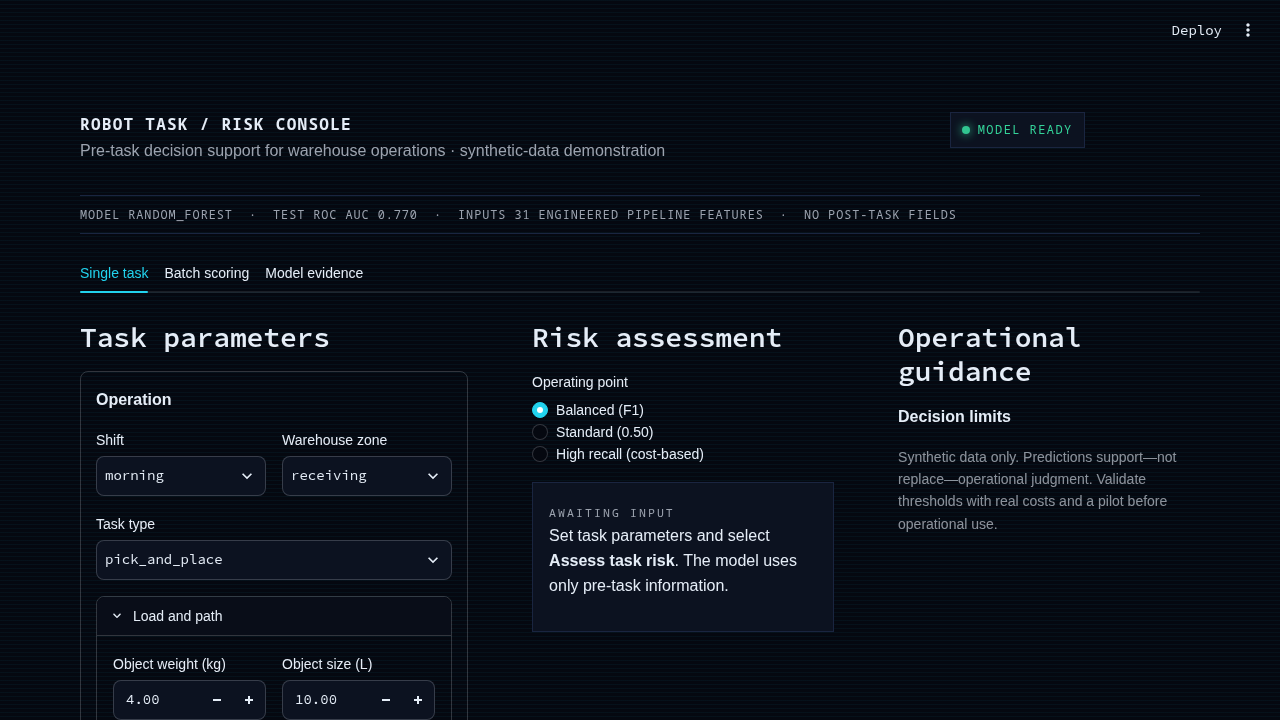 Deploy
ROBOT TASK / RISK CONSOLE
Pre-task decision support for warehouse operations · synthetic-data demonstration
MODEL READY
MODEL RANDOM_FOREST · TEST ROC AUC 0.770 · INPUTS 31 ENGINEERED PIPELINE FEATURES · NO POST-TASK FIELDS
Single task Batch scoring Model evidence
Task parameters
Operation
Shift
Warehouse zone
morning
receiving
Task type
pick_and_place
Load and path
Object weight (kg)
Object size (L)
4.00
10.00
Risk assessment
Operating point
Balanced (F1)
Standard (0.50)
High recall (cost-based)
AWAITING INPUT
Set task parameters and select
Assess task risk. The model uses
only pre-task information.
Operational
guidance
Decision limits
Synthetic data only. Predictions support—not
replace—operational judgment. Validate
thresholds with real costs and a pilot before
operational use.